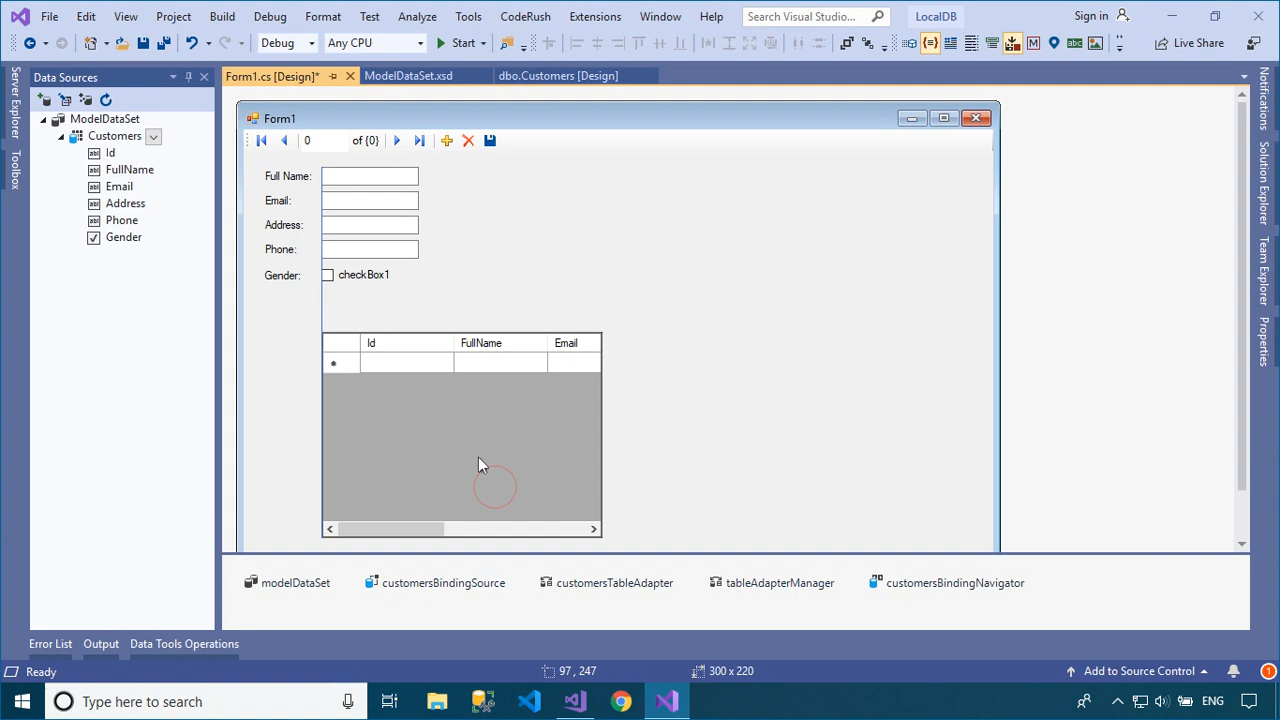 File Edit View Project Build Debug Format Test Analyze Tools CodeRush Extensions Window Help Search Visual Studio... LocalDB Sign in
Debug Any CPU Start Live Share
Data Sources
Form1.cs [Design]* ModelDataSet.xsd dbo.Customers [Design]
Server Explorer
Toolbox
ModelDataSet
Customers
Id
FullName
Email
Address
Phone
Gender
Form1
0 of {0}
Full Name:
Email:
Address:
Phone:
Gender: checkBox1
Id FullName Email
modelDataSet customersBindingSource customersTableAdapter tableAdapterManager customersBindingNavigator
Notifications
Solution Explorer
Team Explorer
Properties
Error List Output Data Tools Operations
Ready 97 , 247 300 x 220 Add to Source Control 1
Type here to search ENG